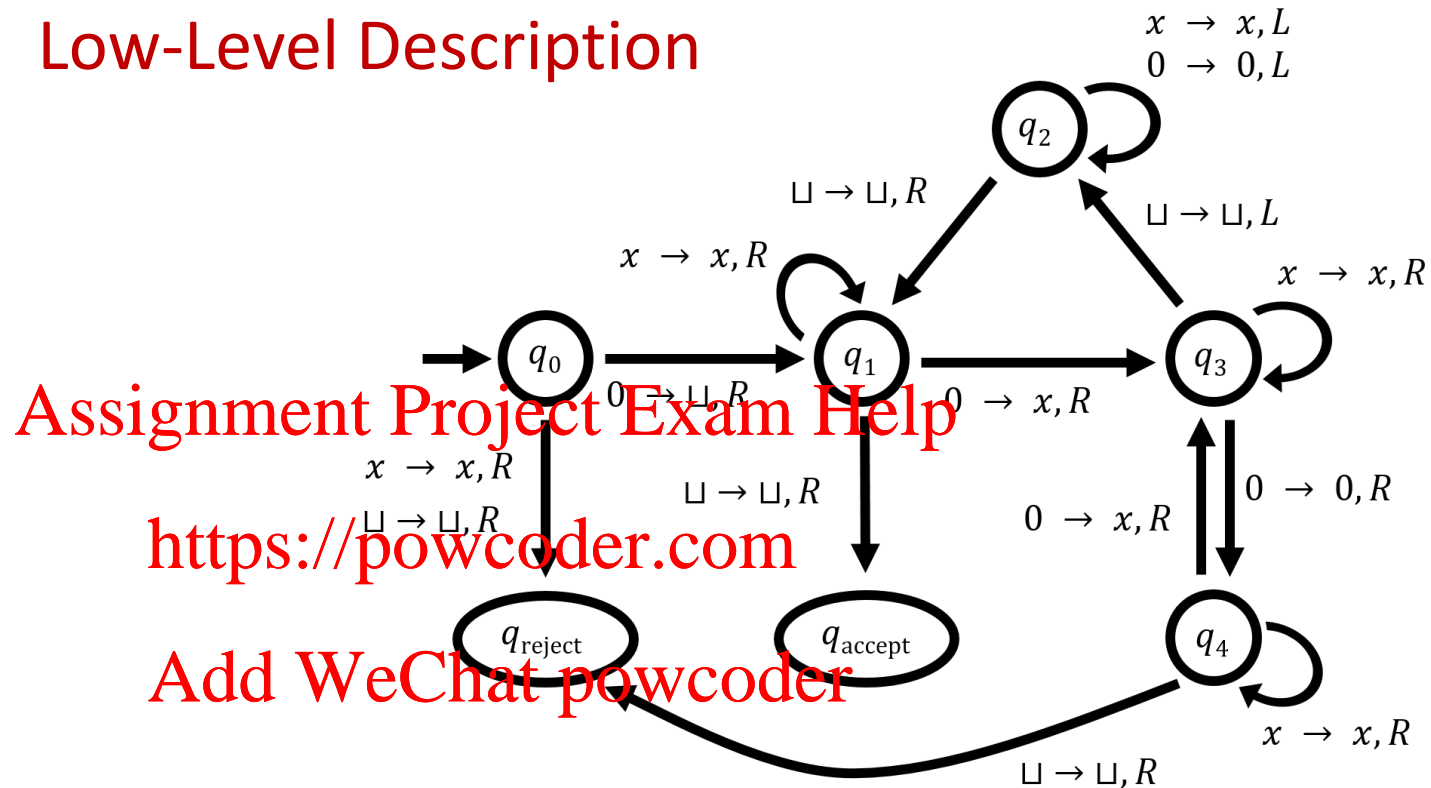 Low-Level Description
x → x, L
0 → 0, L
q2
⊔ → ⊔, R
⊔ → ⊔, L
x → x, R
x → x, R
q0
q1
q3
0 → ⊔, R
0 → x, R
Assignment Project Exam Help
x → x, R
⊔ → ⊔, R
⊔ → ⊔, R
0 → x, R
0 → 0, R
https://powcoder.com
qreject
qaccept
q4
Add WeChat powcoder
x → x, R
⊔ → ⊔, R